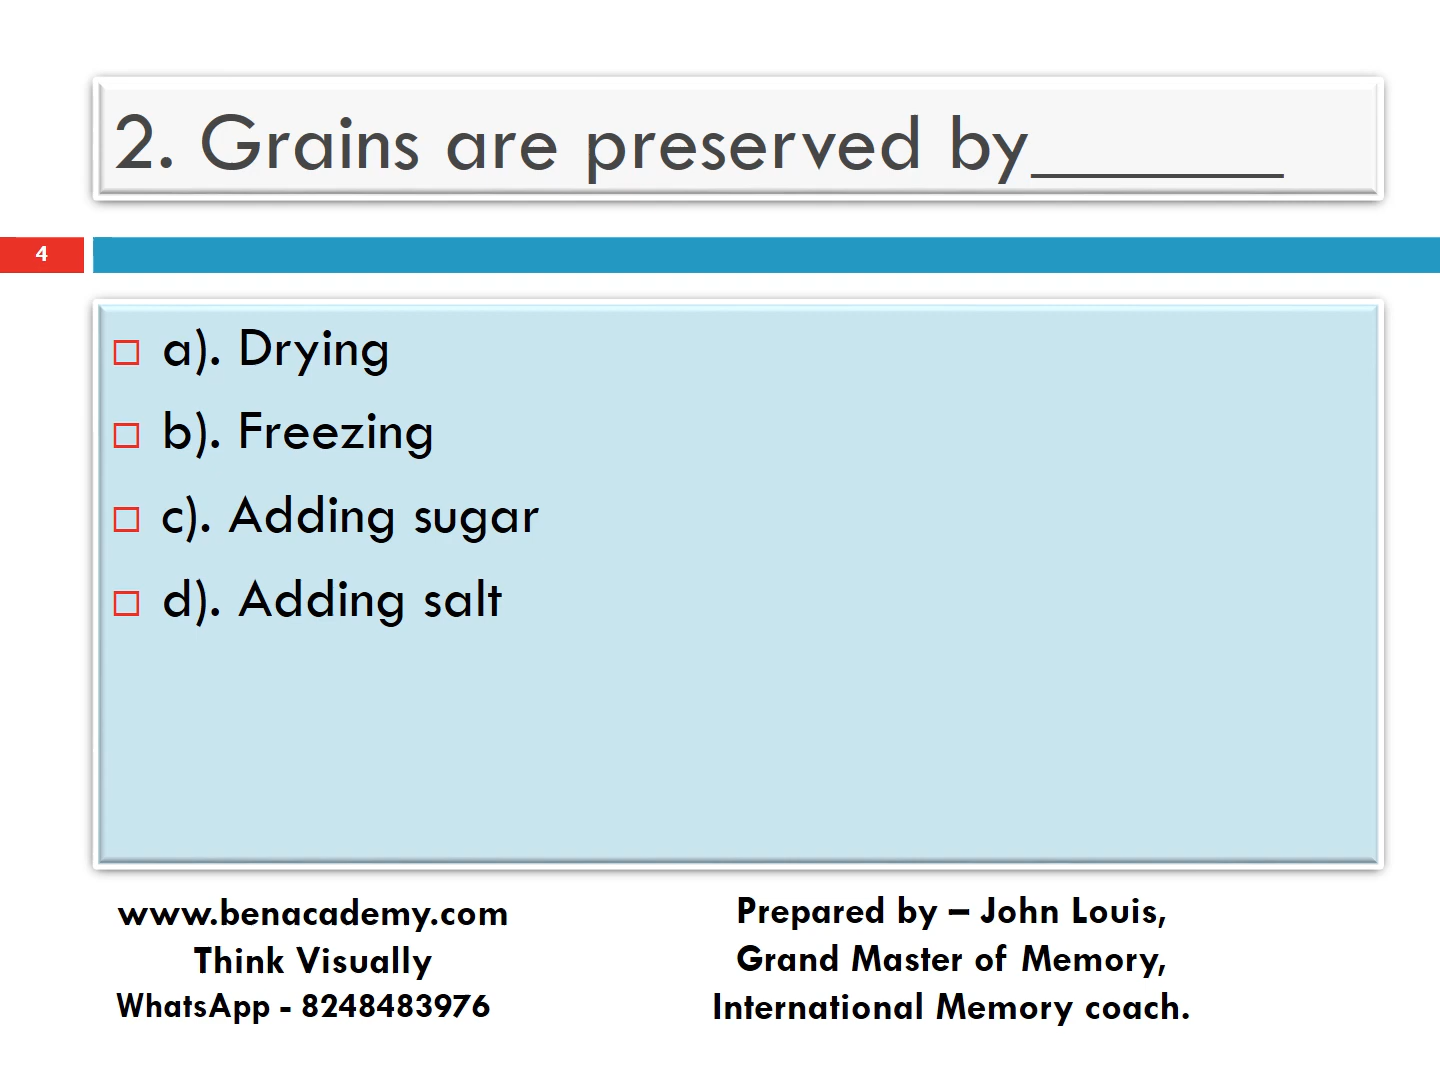 2. Grains are preserved by______
4
a). Drying
b). Freezing
c). Adding sugar
d). Adding salt
www.benacademy.com
Think Visually
WhatsApp - 8248483976
Prepared by – John Louis,
Grand Master of Memory,
International Memory coach.